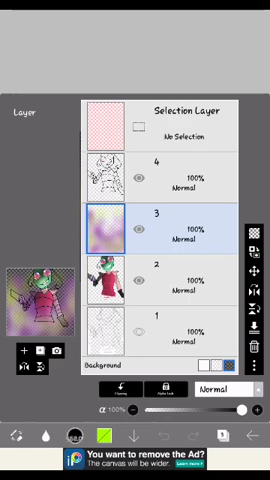 Layer
Selection Layer
No Selection
4
100%
Normal
3
100%
Normal
2
100%
Normal
1
100%
Normal
Background
Clipping
Alpha Lock
Normal
α 100%
5
You want to remove the Ad?
The canvas will be wider.
Learn more >